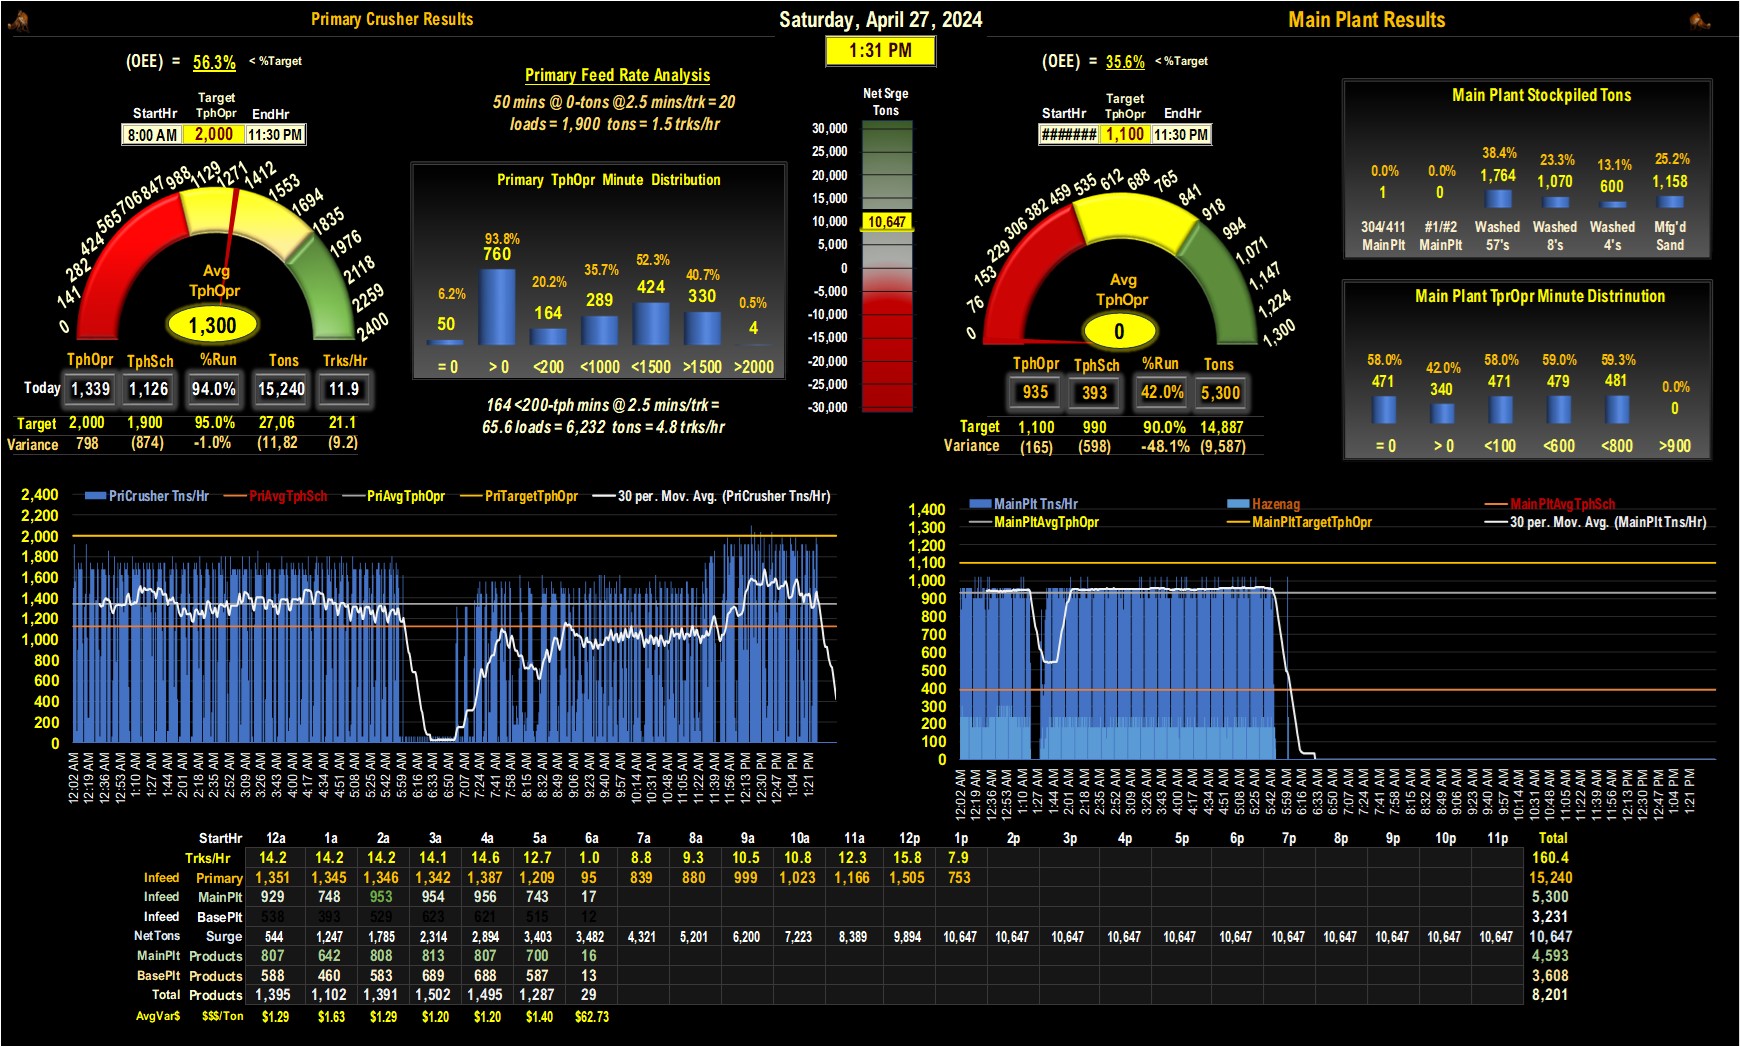 Primary Crusher Results
Saturday, April 27, 2024
Main Plant Results
1:31 PM
(OEE) = 56.3% < %Target
StartHr Target TphOpr EndHr
8:00 AM 2,000 11:30 PM
0 141 282 424 565 706 847 988 1129 1271 1412 1553 1694 1835 1976 2118 2259 2400
Avg
TphOpr
1,300
TphOpr TphSch %Run Tons Trks/Hr
Today 1,339 1,126 94.0% 15,240 11.9
Target 2,000 1,900 95.0% 27,06 21.1
Variance 798 (874) -1.0% (11,82 (9.2)
Primary Feed Rate Analysis
50 mins @ 0-tons @2.5 mins/trk = 20
loads = 1,900 tons = 1.5 trks/hr
Primary TphOpr Minute Distribution
6.2% 93.8% 20.2% 35.7% 52.3% 40.7% 0.5%
50 760 164 289 424 330 4
= 0 > 0 <200 <1000 <1500 >1500 >2000
164 <200-tph mins @ 2.5 mins/trk =
65.6 loads = 6,232 tons = 4.8 trks/hr
Net Srge
Tons
30,000
25,000
20,000
15,000
10,000
10,647
5,000
0
-5,000
-10,000
-15,000
-20,000
-25,000
-30,000
(OEE) = 35.6% < %Target
StartHr Target TphOpr EndHr
####### 1,100 11:30 PM
0 76 153 229 306 382 459 535 612 688 765 841 918 994 1,071 1,147 1,224 1,300
Avg
TphOpr
0
TphOpr TphSch %Run Tons
935 393 42.0% 5,300
Target 1,100 990 90.0% 14,887
Variance (165) (598) -48.1% (9,587)
Main Plant Stockpiled Tons
0.0% 0.0% 38.4% 23.3% 13.1% 25.2%
1 0 1,764 1,070 600 1,158
304/411 #1/#2 Washed Washed Washed Mfg'd
MainPlt MainPlt 57's 8's 4's Sand
Main Plant TprOpr Minute Distrinution
58.0% 42.0% 58.0% 59.0% 59.3% 0.0%
471 340 471 479 481 0
= 0 > 0 <100 <600 <800 >900
PriCrusher Tns/Hr PriAvgTphSch PriAvgTphOpr PriTargetTphOpr 30 per. Mov. Avg. (PriCrusher Tns/Hr)
2,400
2,200
2,000
1,800
1,600
1,400
1,200
1,000
800
600
400
200
0
12:02 AM 12:19 AM 12:36 AM 12:53 AM 1:10 AM 1:27 AM 1:44 AM 2:01 AM 2:18 AM 2:35 AM 2:52 AM 3:09 AM 3:26 AM 3:43 AM 4:00 AM 4:17 AM 4:34 AM 4:51 AM 5:08 AM 5:25 AM 5:42 AM 5:59 AM 6:16 AM 6:33 AM 6:50 AM 7:07 AM 7:24 AM 7:41 AM 7:58 AM 8:15 AM 8:32 AM 8:49 AM 9:06 AM 9:23 AM 9:40 AM 9:57 AM 10:14 AM 10:31 AM 10:48 AM 11:05 AM 11:22 AM 11:39 AM 11:56 AM 12:13 PM 12:30 PM 12:47 PM 1:04 PM 1:21 PM
MainPlt Tns/Hr Hazenag MainPltAvgTphSch
MainPltAvgTphOpr MainPltTargetTphOpr 30 per. Mov. Avg. (MainPlt Tns/Hr)
1,400
1,300
1,200
1,100
1,000
900
800
700
600
500
400
300
200
100
0
12:02 AM 12:19 AM 12:36 AM 12:53 AM 1:10 AM 1:27 AM 1:44 AM 2:01 AM 2:18 AM 2:35 AM 2:52 AM 3:09 AM 3:26 AM 3:43 AM 4:00 AM 4:17 AM 4:34 AM 4:51 AM 5:08 AM 5:25 AM 5:42 AM 5:59 AM 6:16 AM 6:33 AM 6:50 AM 7:07 AM 7:24 AM 7:41 AM 7:58 AM 8:15 AM 8:32 AM 8:49 AM 9:06 AM 9:23 AM 9:40 AM 9:57 AM 10:14 AM 10:31 AM 10:48 AM 11:05 AM 11:22 AM 11:39 AM 11:56 AM 12:13 PM 12:30 PM 12:47 PM 1:04 PM 1:21 PM
StartHr 12a 1a 2a 3a 4a 5a 6a 7a 8a 9a 10a 11a 12p 1p 2p 3p 4p 5p 6p 7p 8p 9p 10p 11p Total
Trks/Hr 14.2 14.2 14.2 14.1 14.6 12.7 1.0 8.8 9.3 10.5 10.8 12.3 15.8 7.9 160.4
Infeed Primary 1,351 1,345 1,346 1,342 1,387 1,209 95 839 880 999 1,023 1,166 1,505 753 15,240
Infeed MainPlt 929 748 953 954 956 743 17 5,300
Infeed BasePlt 538 393 529 623 621 515 12 3,231
NetTons Surge 544 1,247 1,785 2,314 2,894 3,403 3,482 4,321 5,201 6,200 7,223 8,389 9,894 10,647 10,647 10,647 10,647 10,647 10,647 10,647 10,647 10,647 10,647 10,647 10,647
MainPlt Products 807 642 808 813 807 700 16 4,593
BasePlt Products 588 460 583 689 688 587 13 3,608
Total Products 1,395 1,102 1,391 1,502 1,495 1,287 29 8,201
AvgVar$ $$$/Ton $1.29 $1.63 $1.29 $1.20 $1.20 $1.40 $62.73